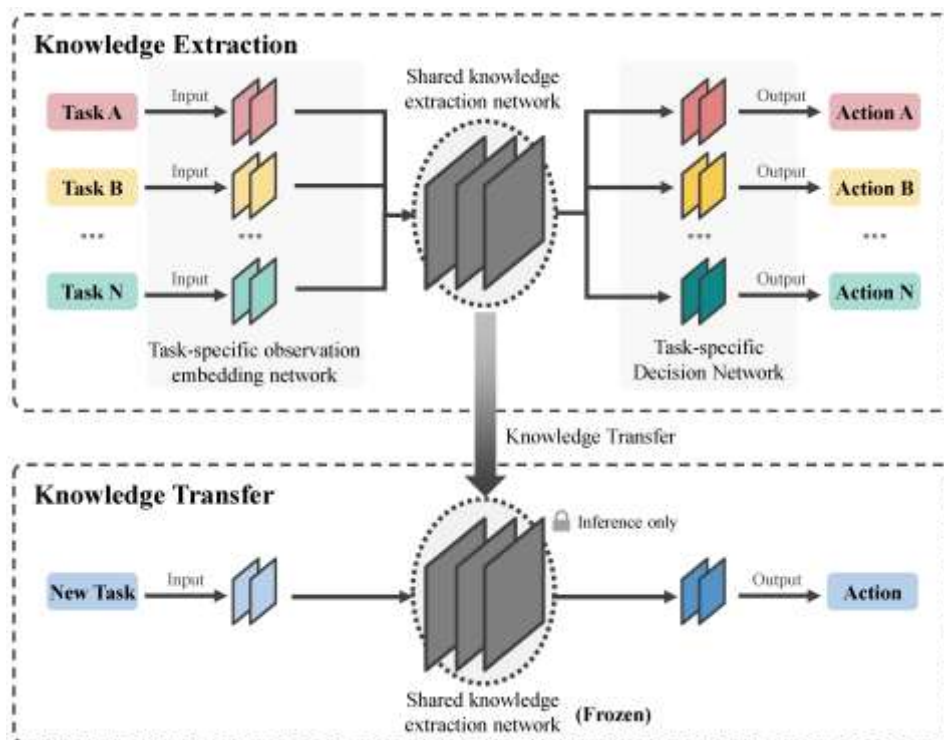 Knowledge Extraction
Shared knowledge
extraction network
Task A
Input
Output
Action A
Task B
Input
Output
Action B
...
...
...
...
Task N
Input
Output
Action N
Task-specific observation
embedding network
Task-specific
Decision Network
Knowledge Transfer
Knowledge Transfer
Inference only
New Task
Input
Output
Action
Shared knowledge
extraction network
(Frozen)